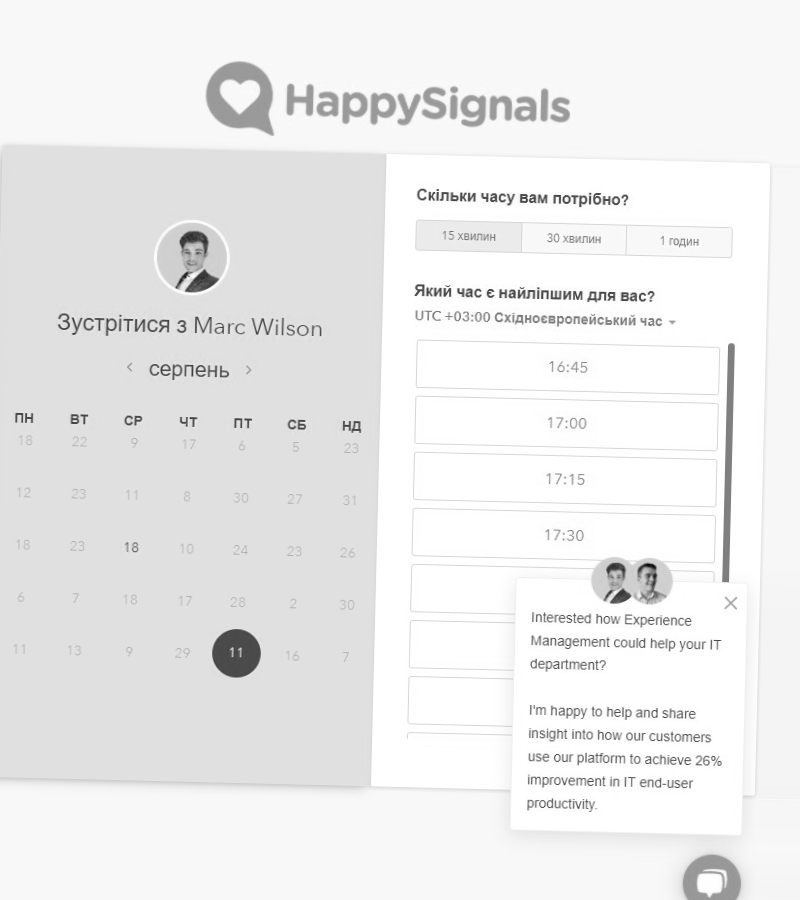 HappySignals
Зустрітися з Marc Wilson
серпень
ПН ВТ СР ЧТ ПТ СБ НД
18 22 9 17 6 5 23
12 23 11 8 30 27 31
18 23 18 10 24 23 26
6 7 18 17 28 2 30
11 13 9 29 11 16 7
Скільки часу вам потрібно?
15 хвилин 30 хвилин 1 годин
Який час є найліпшим для вас?
UTC +03:00 Східноєвропейський час
16:45
17:00
17:15
17:30
Interested how Experience
Management could help your IT
department?
I'm happy to help and share
insight into how our customers
use our platform to achieve 26%
improvement in IT end-user
productivity.